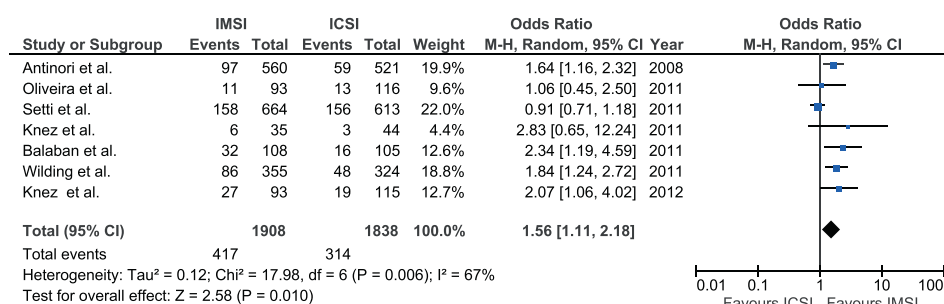 IMSI ICSI Odds Ratio Odds Ratio
Study or Subgroup Events Total Events Total Weight M-H, Random, 95% CI Year M-H, Random, 95% CI
Antinori et al. 97 560 59 521 19.9% 1.64 [1.16, 2.32] 2008
Oliveira et al. 11 93 13 116 9.6% 1.06 [0.45, 2.50] 2011
Setti et al. 158 664 156 613 22.0% 0.91 [0.71, 1.18] 2011
Knez et al. 6 35 3 44 4.4% 2.83 [0.65, 12.24] 2011
Balaban et al. 32 108 16 105 12.6% 2.34 [1.19, 4.59] 2011
Wilding et al. 86 355 48 324 18.8% 1.84 [1.24, 2.72] 2011
Knez et al. 27 93 19 115 12.7% 2.07 [1.06, 4.02] 2012
Total (95% CI) 1908 1838 100.0% 1.56 [1.11, 2.18]
Total events 417 314
Heterogeneity: Tau² = 0.12; Chi² = 17.98, df = 6 (P = 0.006); I² = 67%
Test for overall effect: Z = 2.58 (P = 0.010)
0.01 0.1 1 10 100
Favours ICSI Favours IMSI